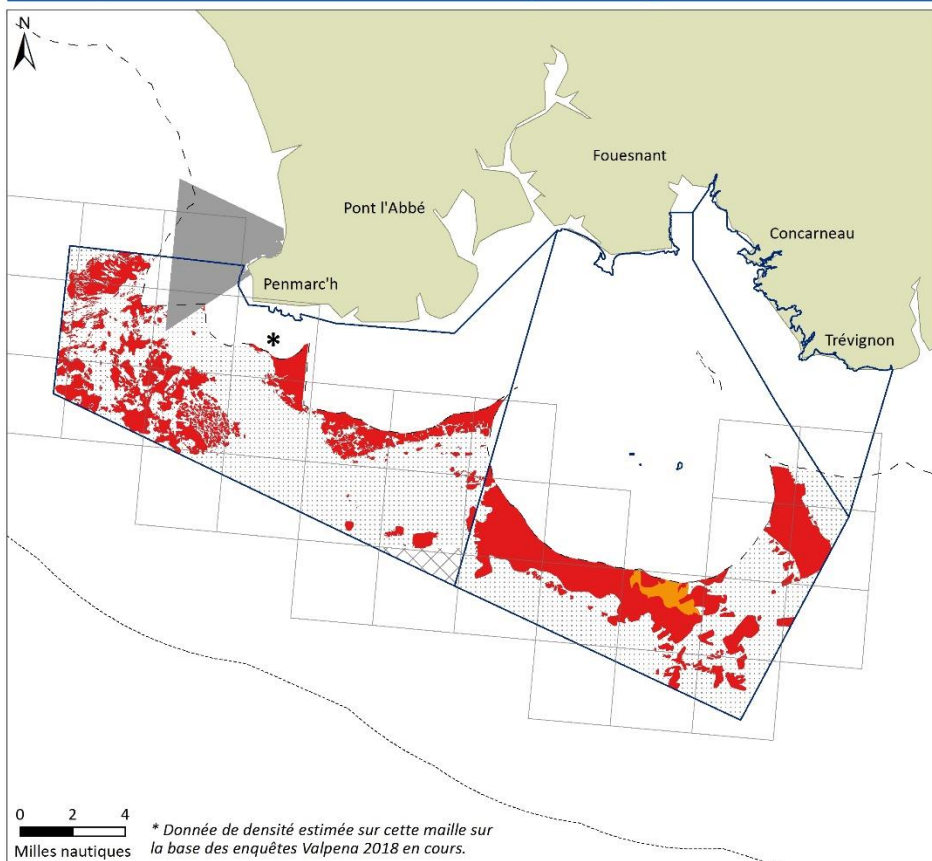 N
Fouesnant
Pont l'Abbé
Concarneau
Penmarc'h
Trévignon
*
0 2 4
Milles nautiques
* Donnée de densité estimée sur cette maille sur
la base des enquêtes Valpena 2018 en cours.